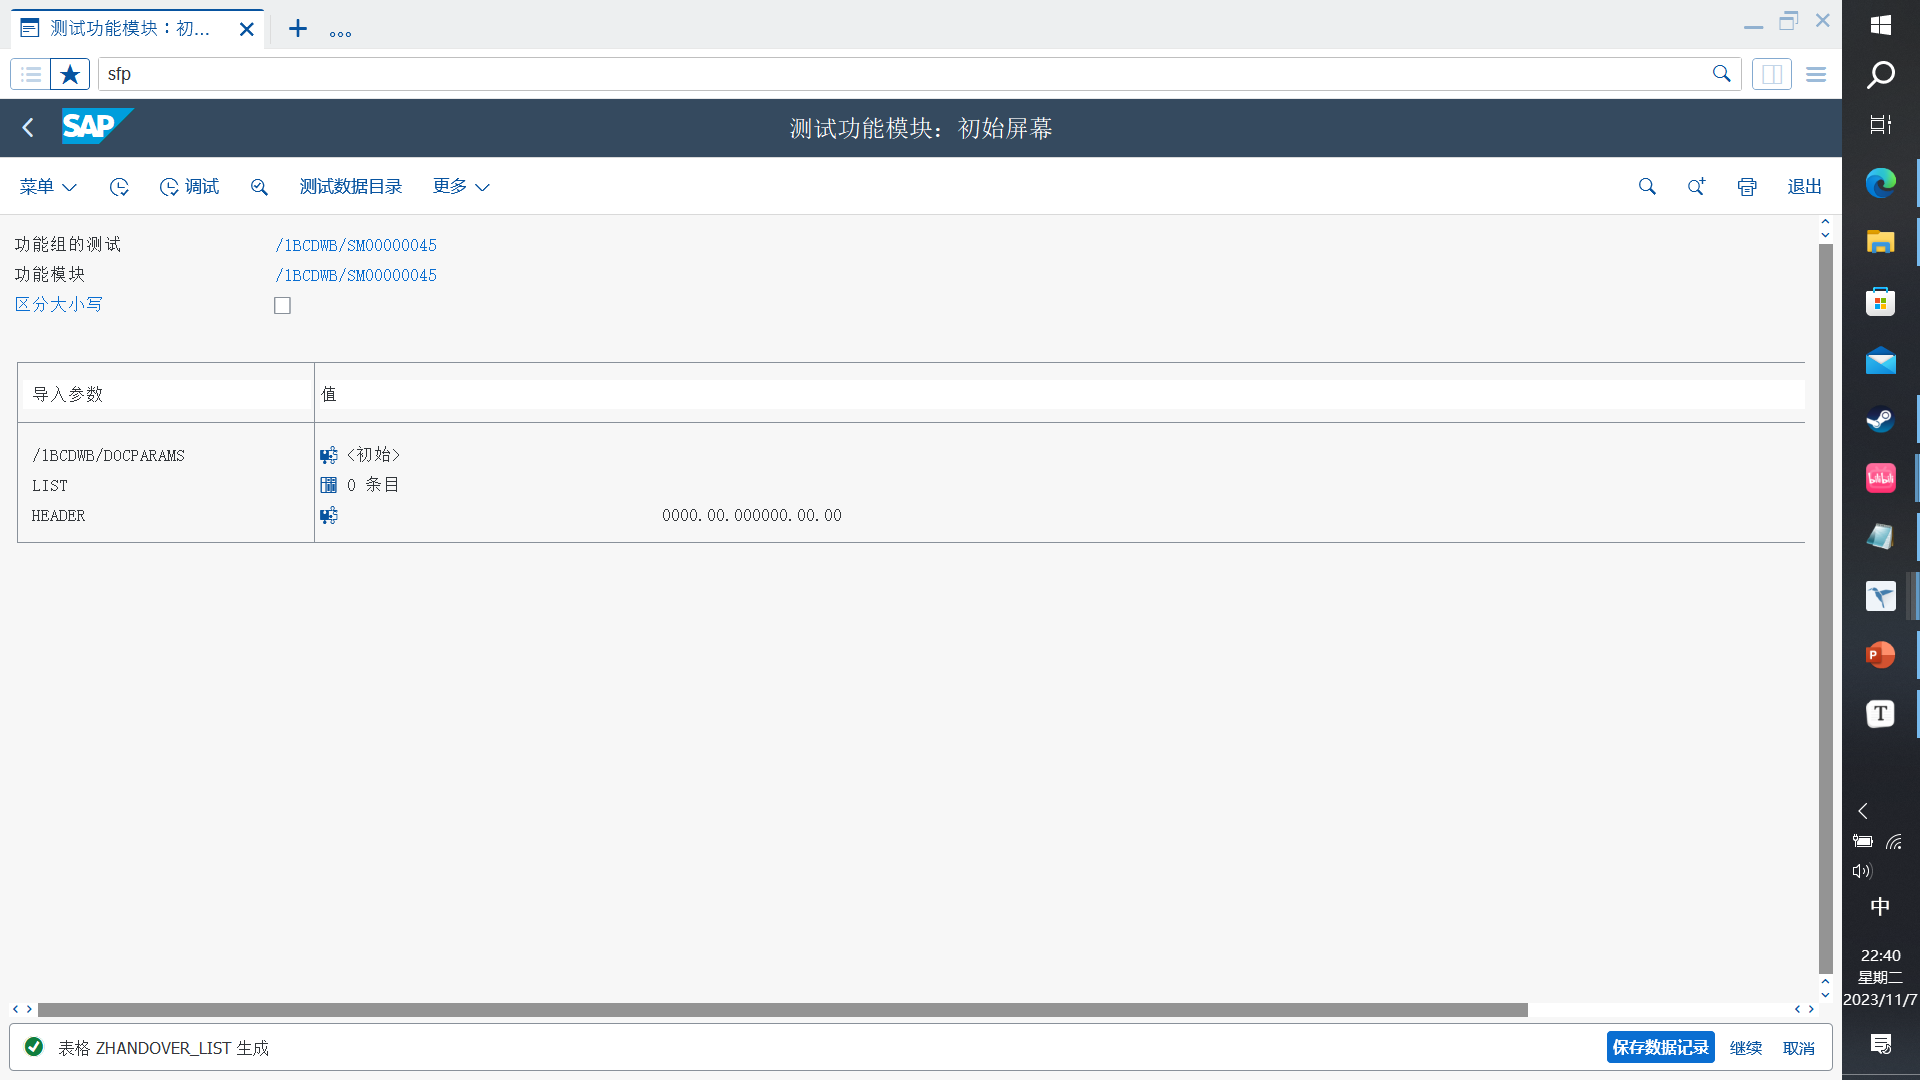 测试功能模块：初...
sfp
SAP
测试功能模块：初始屏幕
菜单
调试
测试数据目录
更多
退出
功能组的测试 /1BCDWB/SM00000045
功能模块 /1BCDWB/SM00000045
区分大小写
导入参数 值
/1BCDWB/DOCPARAMS <初始>
LIST 0 条目
HEADER 0000.00.000000.00.00
表格 ZHANDOVER_LIST 生成
保存数据记录 继续 取消
bilibili
P
T
中
22:40
星期二
2023/11/7